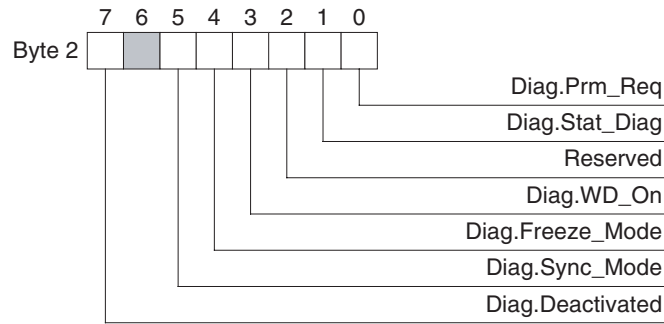 7 6 5 4 3 2 1 0
Byte 2
Diag.Prm_Req
Diag.Stat_Diag
Reserved
Diag.WD_On
Diag.Freeze_Mode
Diag.Sync_Mode
Diag.Deactivated